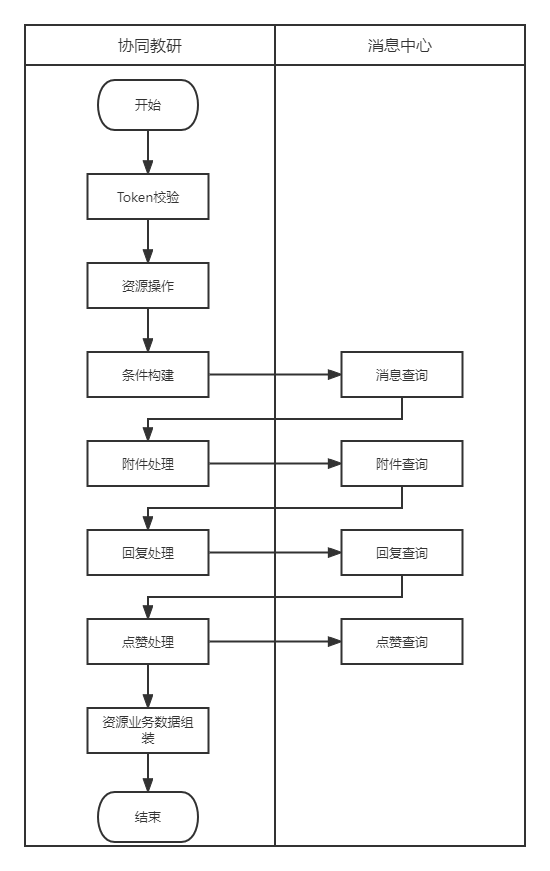 协同教研
消息中心
开始
Token校验
资源操作
条件构建
消息查询
附件处理
附件查询
回复处理
回复查询
点赞处理
点赞查询
资源业务数据组
装
结束